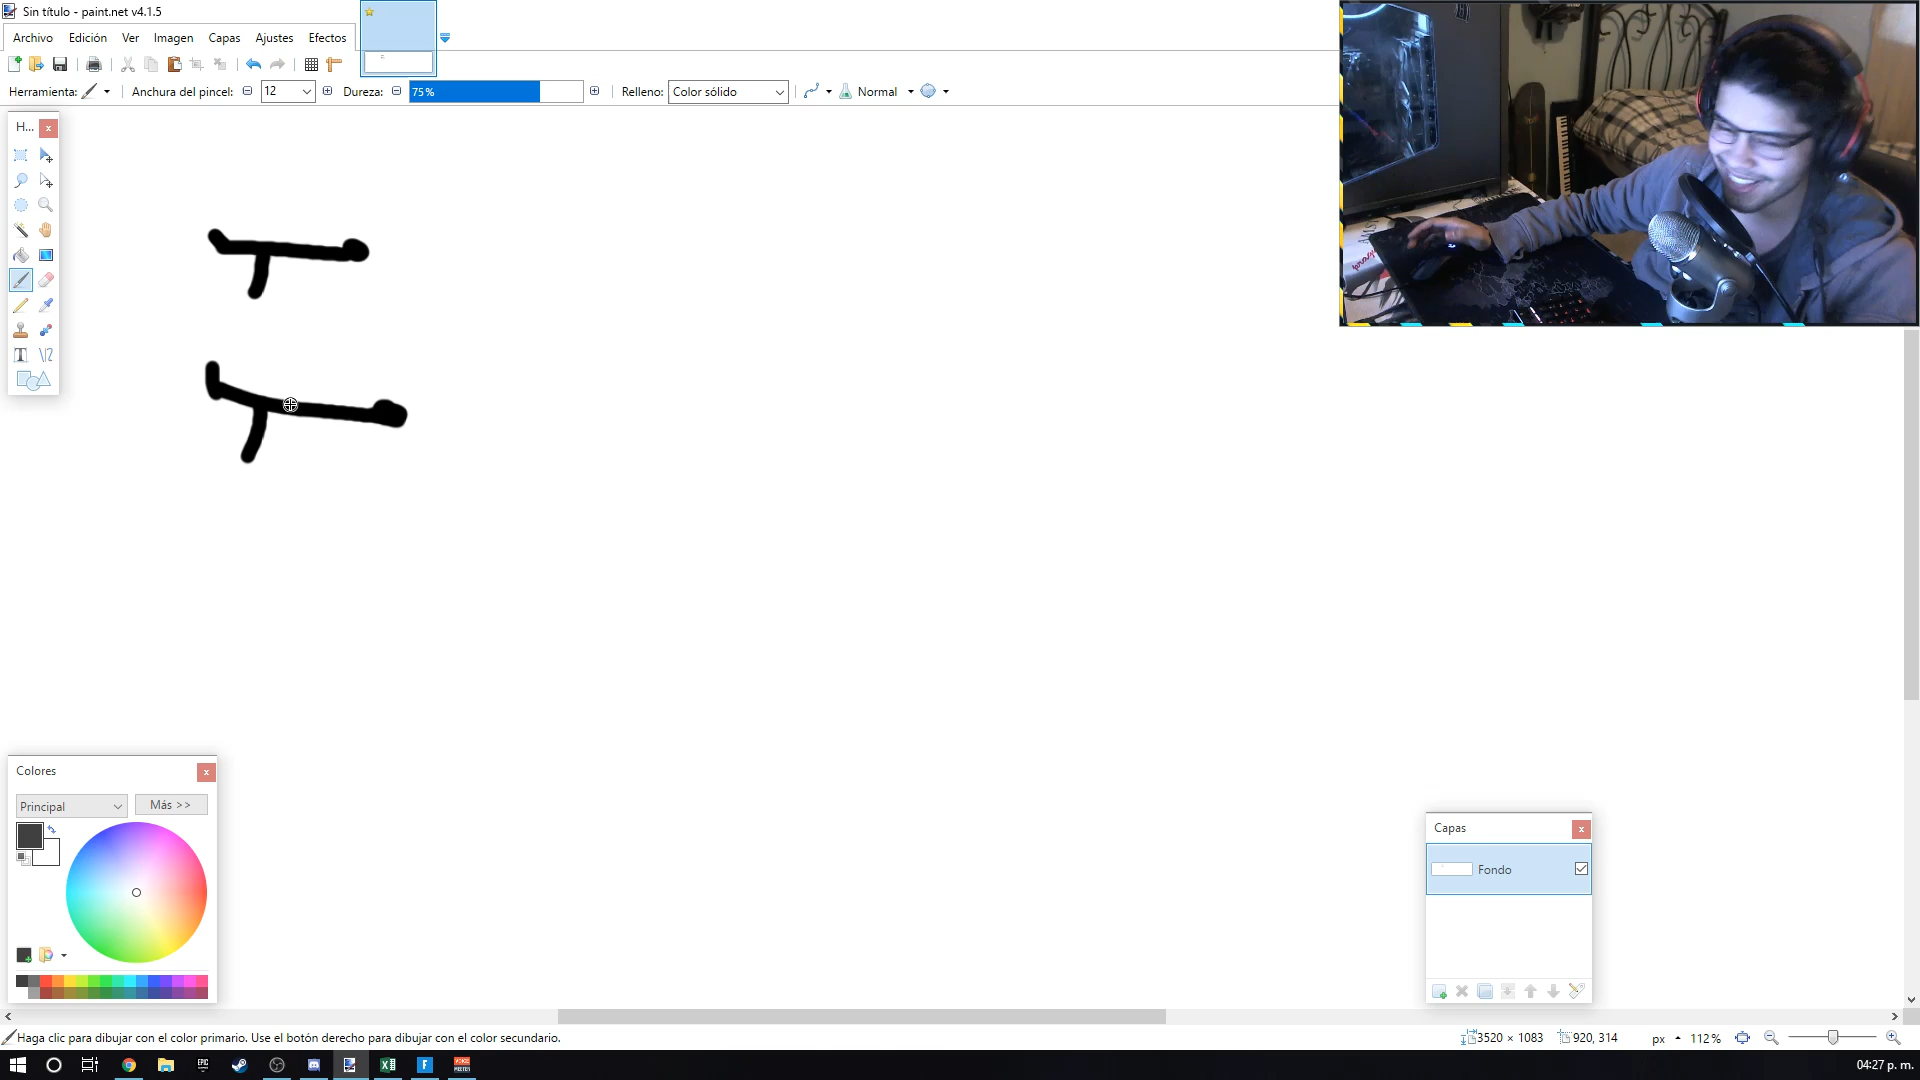 Sin título - paint.net v4.1.5
Archivo Edición Ver Imagen Capas Ajustes Efectos
Herramienta: Anchura del pincel: 12 Dureza: 75% Relleno: Color sólido Normal
H...
Colores
Principal Más >>
Capas
Fondo
Haga clic para dibujar con el color primario. Use el botón derecho para dibujar con el color secundario. 3520 × 1083 920, 314 px 112%
04:27 p. m.